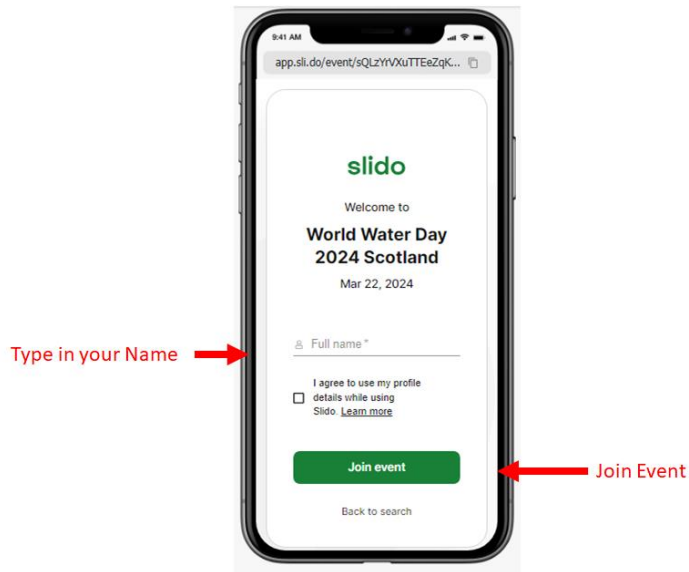 9:41 AM
app.sli.do/event/sQLzYrVXuTTEeZqK...
slido
Welcome to
World Water Day
2024 Scotland
Mar 22, 2024
Type in your Name
Full name *
I agree to use my profile
details while using
Slido. Learn more
Join event
Join Event
Back to search